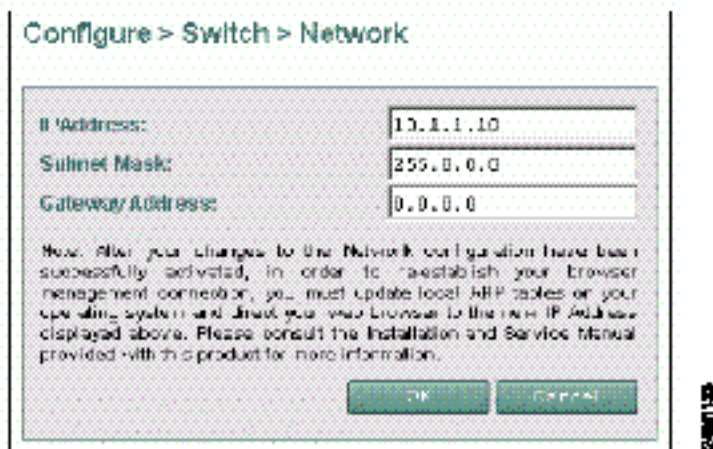 Configure > Switch > Network
IP Address: 10.1.1.10
Subnet Mask: 255.0.0.0
Gateway Address: 0.0.0.0
Note: After your changes to the Network configuration have been
successfully activated, in order to re-establish your browser
management connection, you must update local ARP tables on your
operating system and direct your web browser to the new IP Address
displayed above. Please consult the Installation and Service Manual
provided with this product for more information.
OK Cancel